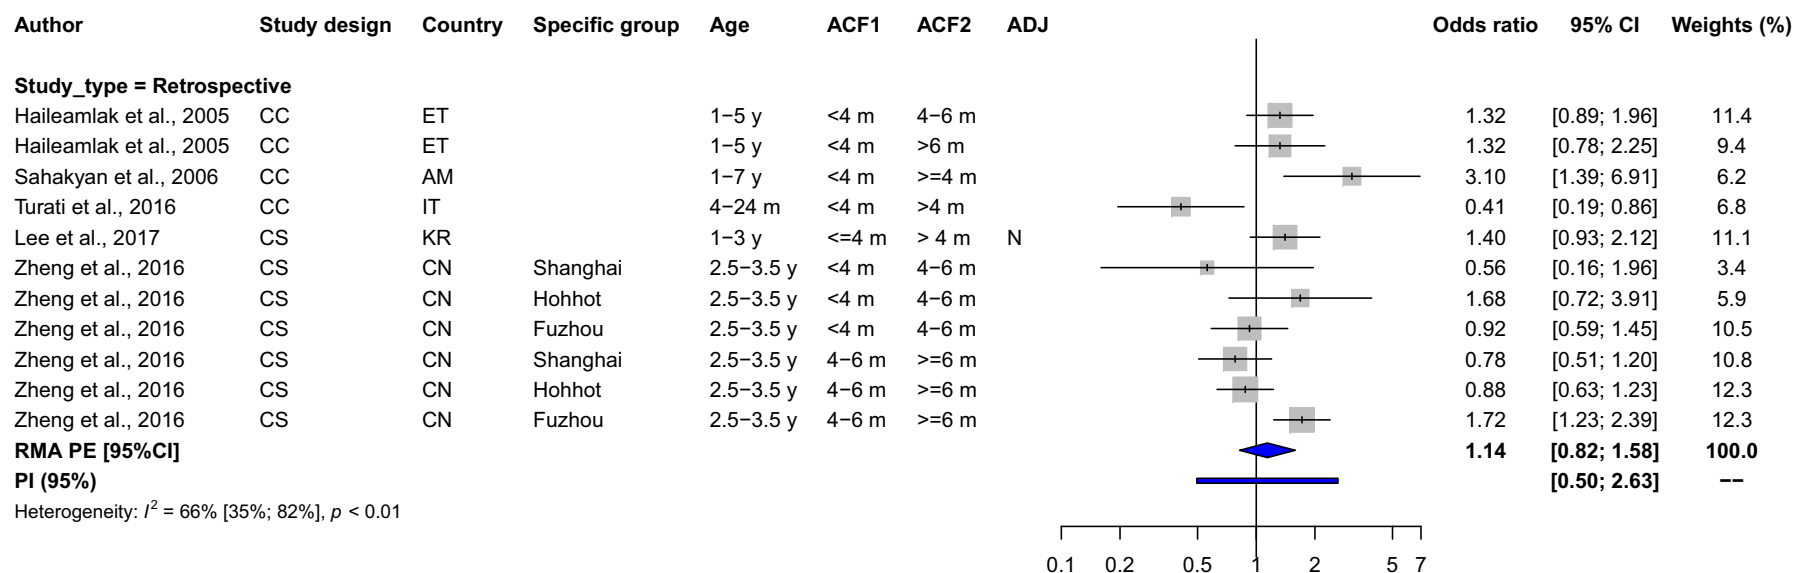 Author Study design Country Specific group Age ACF1 ACF2 ADJ Odds ratio 95% CI Weights (%)
Study_type = Retrospective
Haileamlak et al., 2005 CC ET 1−5 y <4 m 4−6 m 1.32 [0.89; 1.96] 11.4
Haileamlak et al., 2005 CC ET 1−5 y <4 m >6 m 1.32 [0.78; 2.25] 9.4
Sahakyan et al., 2006 CC AM 1−7 y <4 m >=4 m 3.10 [1.39; 6.91] 6.2
Turati et al., 2016 CC IT 4−24 m <4 m >4 m 0.41 [0.19; 0.86] 6.8
Lee et al., 2017 CS KR 1−3 y <=4 m > 4 m N 1.40 [0.93; 2.12] 11.1
Zheng et al., 2016 CS CN Shanghai 2.5−3.5 y <4 m 4−6 m 0.56 [0.16; 1.96] 3.4
Zheng et al., 2016 CS CN Hohhot 2.5−3.5 y <4 m 4−6 m 1.68 [0.72; 3.91] 5.9
Zheng et al., 2016 CS CN Fuzhou 2.5−3.5 y <4 m 4−6 m 0.92 [0.59; 1.45] 10.5
Zheng et al., 2016 CS CN Shanghai 2.5−3.5 y 4−6 m >=6 m 0.78 [0.51; 1.20] 10.8
Zheng et al., 2016 CS CN Hohhot 2.5−3.5 y 4−6 m >=6 m 0.88 [0.63; 1.23] 12.3
Zheng et al., 2016 CS CN Fuzhou 2.5−3.5 y 4−6 m >=6 m 1.72 [1.23; 2.39] 12.3
RMA PE [95%CI] 1.14 [0.82; 1.58] 100.0
PI (95%) [0.50; 2.63] −−
Heterogeneity: I² = 66% [35%; 82%], p < 0.01
0.1 0.2 0.5 1 2 5 7